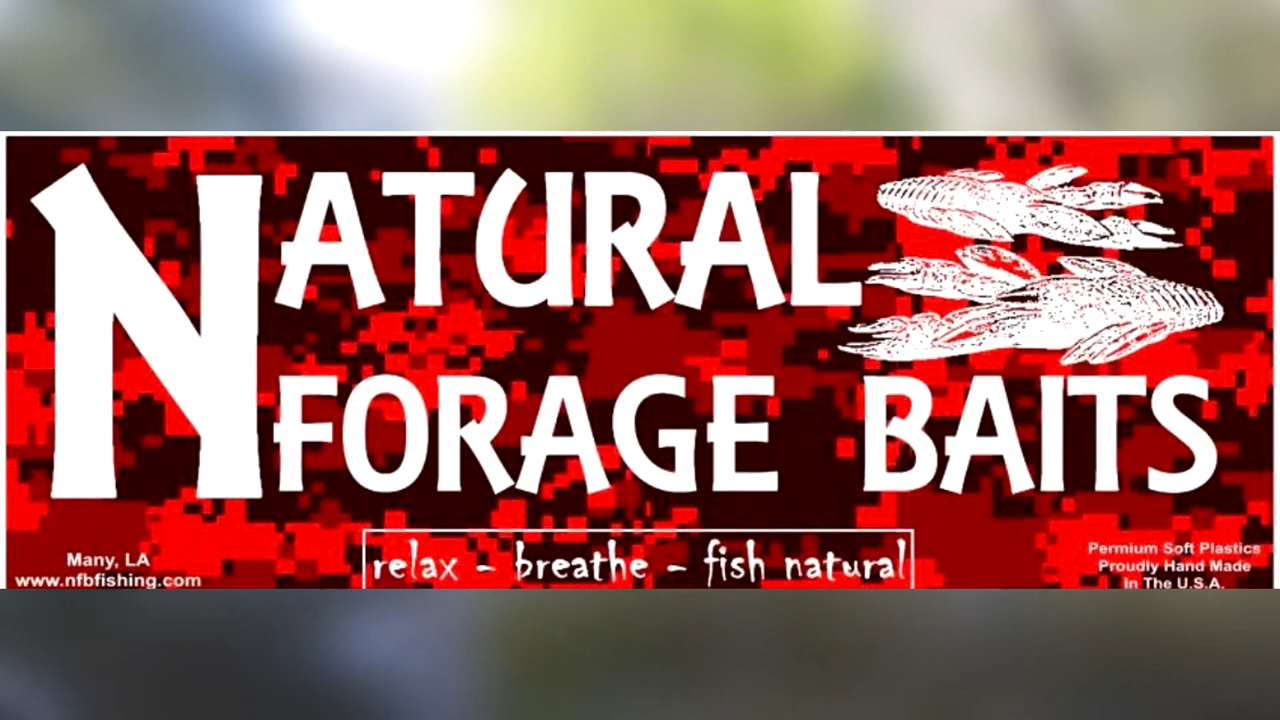 NATURAL
FORAGE BAITS
relax - breathe - fish natural
Many, LA
www.nfbfishing.com
Permium Soft Plastics
Proudly Hand Made
In The U.S.A.